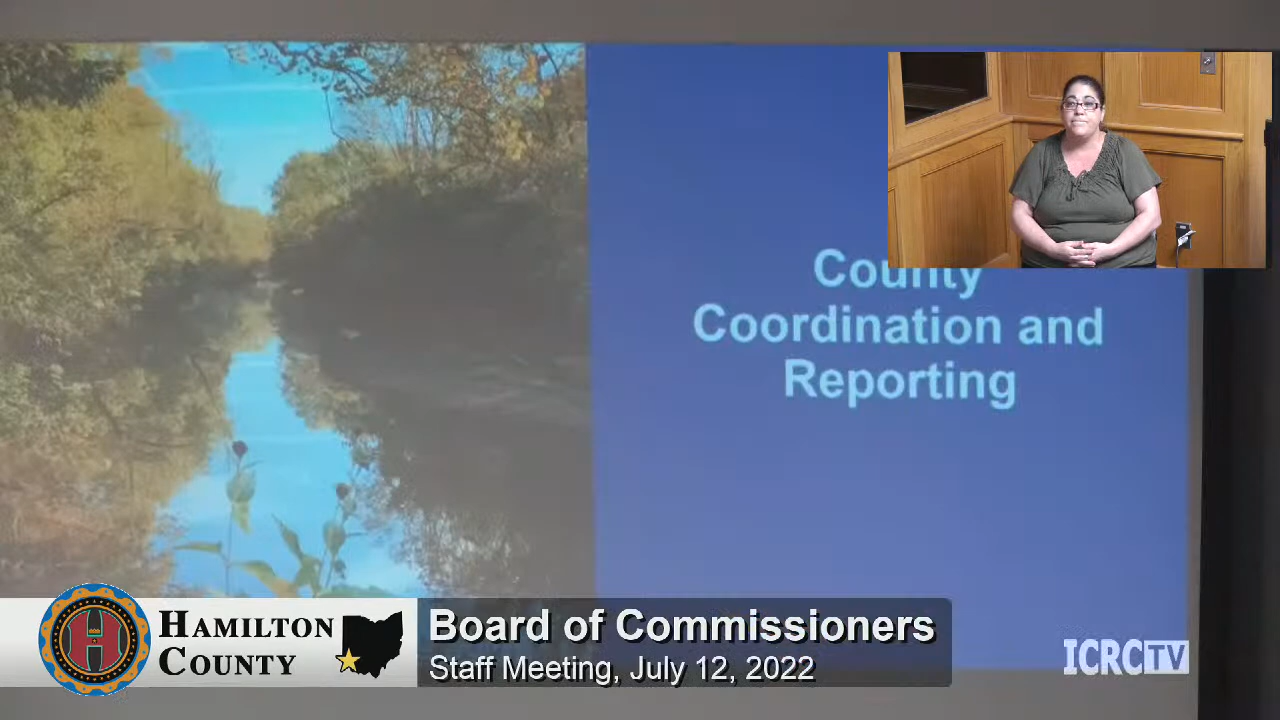 County
Coordination and
Reporting
HAMILTON
COUNTY
Board of Commissioners
Staff Meeting, July 12, 2022
ICRCTV